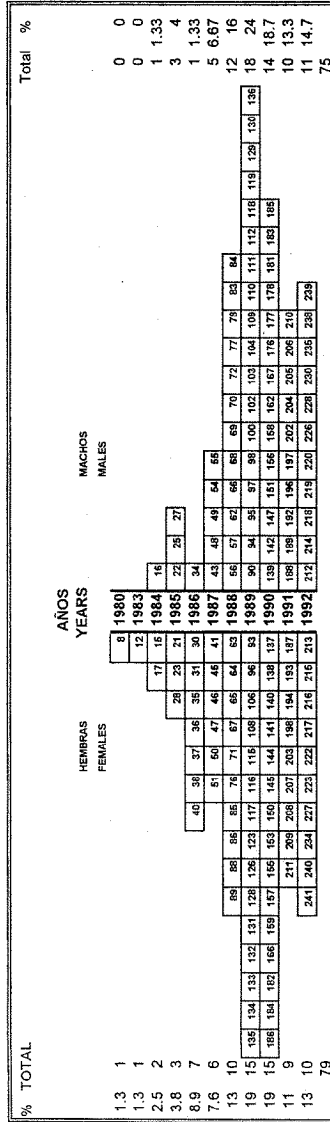 AÑOS
% TOTAL HEMBRAS YEARS MACHOS Total %
FEMALES MALES
1.3 1 8 1980 0 0
1.3 1 12 1983 0 0
2.5 2 17 15 1984 16 1 1.33
3.8 3 28 23 21 1985 22 25 27 3 4
8.9 7 40 38 37 36 35 31 30 1986 34 1 1.33
7.6 6 51 50 47 46 45 41 1987 43 48 49 54 55 5 6.67
13 10 89 88 86 85 76 71 67 65 64 63 1988 56 57 62 66 68 69 70 72 77 78 83 84 12 16
19 15 135 134 133 132 131 128 126 123 117 116 115 108 106 96 93 1989 90 94 95 97 98 100 102 103 104 109 110 111 112 118 119 129 130 136 18 24
19 15 186 184 182 166 159 157 155 153 150 145 144 141 140 138 137 1990 139 142 147 151 156 158 162 167 176 177 178 181 183 185 14 18.7
11 9 211 209 208 207 203 198 194 193 187 1991 188 189 192 196 197 202 204 205 206 210 10 13.3
13 10 241 240 234 227 223 222 217 216 215 213 1992 212 214 218 219 220 226 228 230 235 238 239 11 14.7
79 75